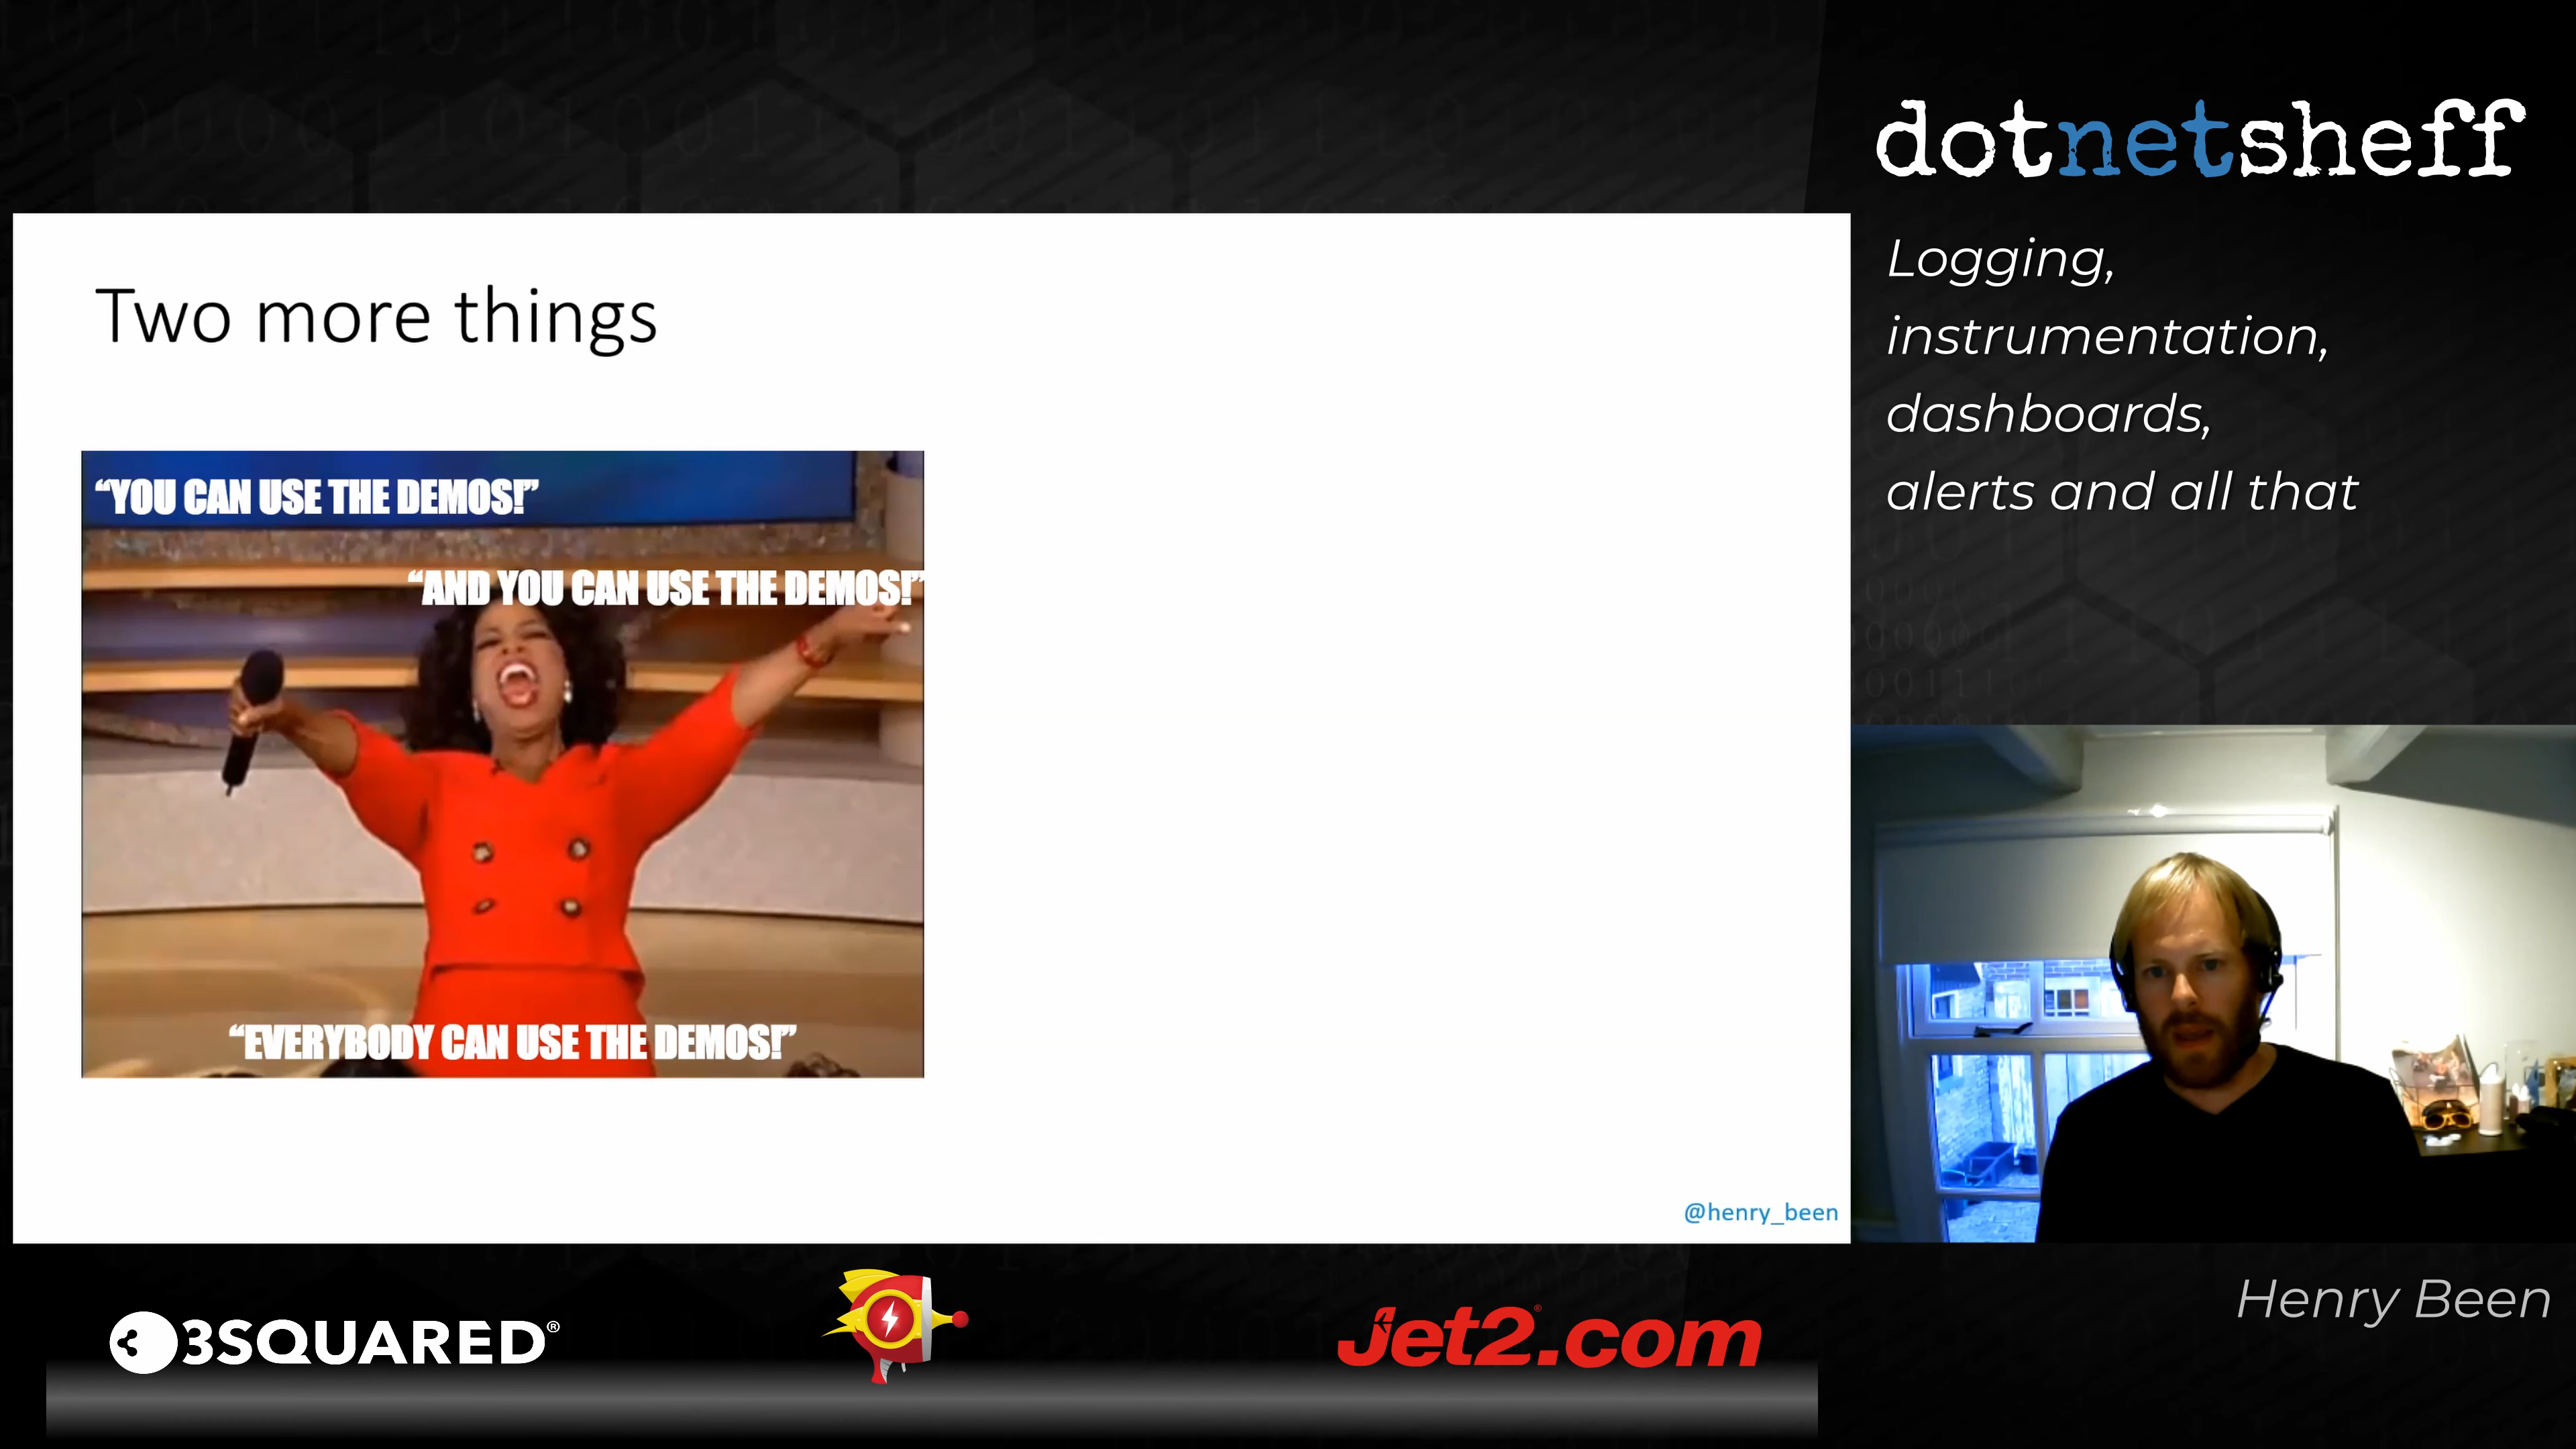 dotnetsheff
Logging,
instrumentation,
dashboards,
alerts and all that
Two more things
“YOU CAN USE THE DEMOS!”
“AND YOU CAN USE THE DEMOS!”
“EVERYBODY CAN USE THE DEMOS!”
@henry_been
Henry Been
3SQUARED®
Jet2.com®